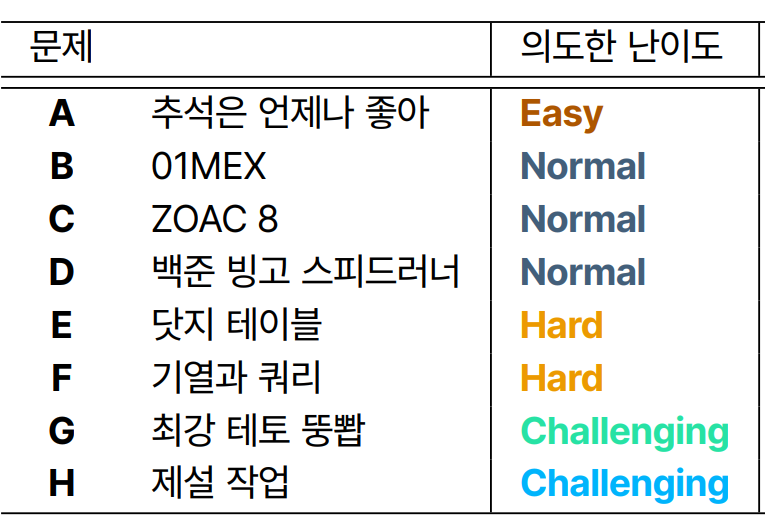 문제 의도한 난이도
A 추석은 언제나 좋아 Easy
B 01MEX Normal
C ZOAC 8 Normal
D 백준 빙고 스피드러너 Normal
E 닷지 테이블 Hard
F 기열과 쿼리 Hard
G 최강 테토 뚱빱 Challenging
H 제설 작업 Challenging